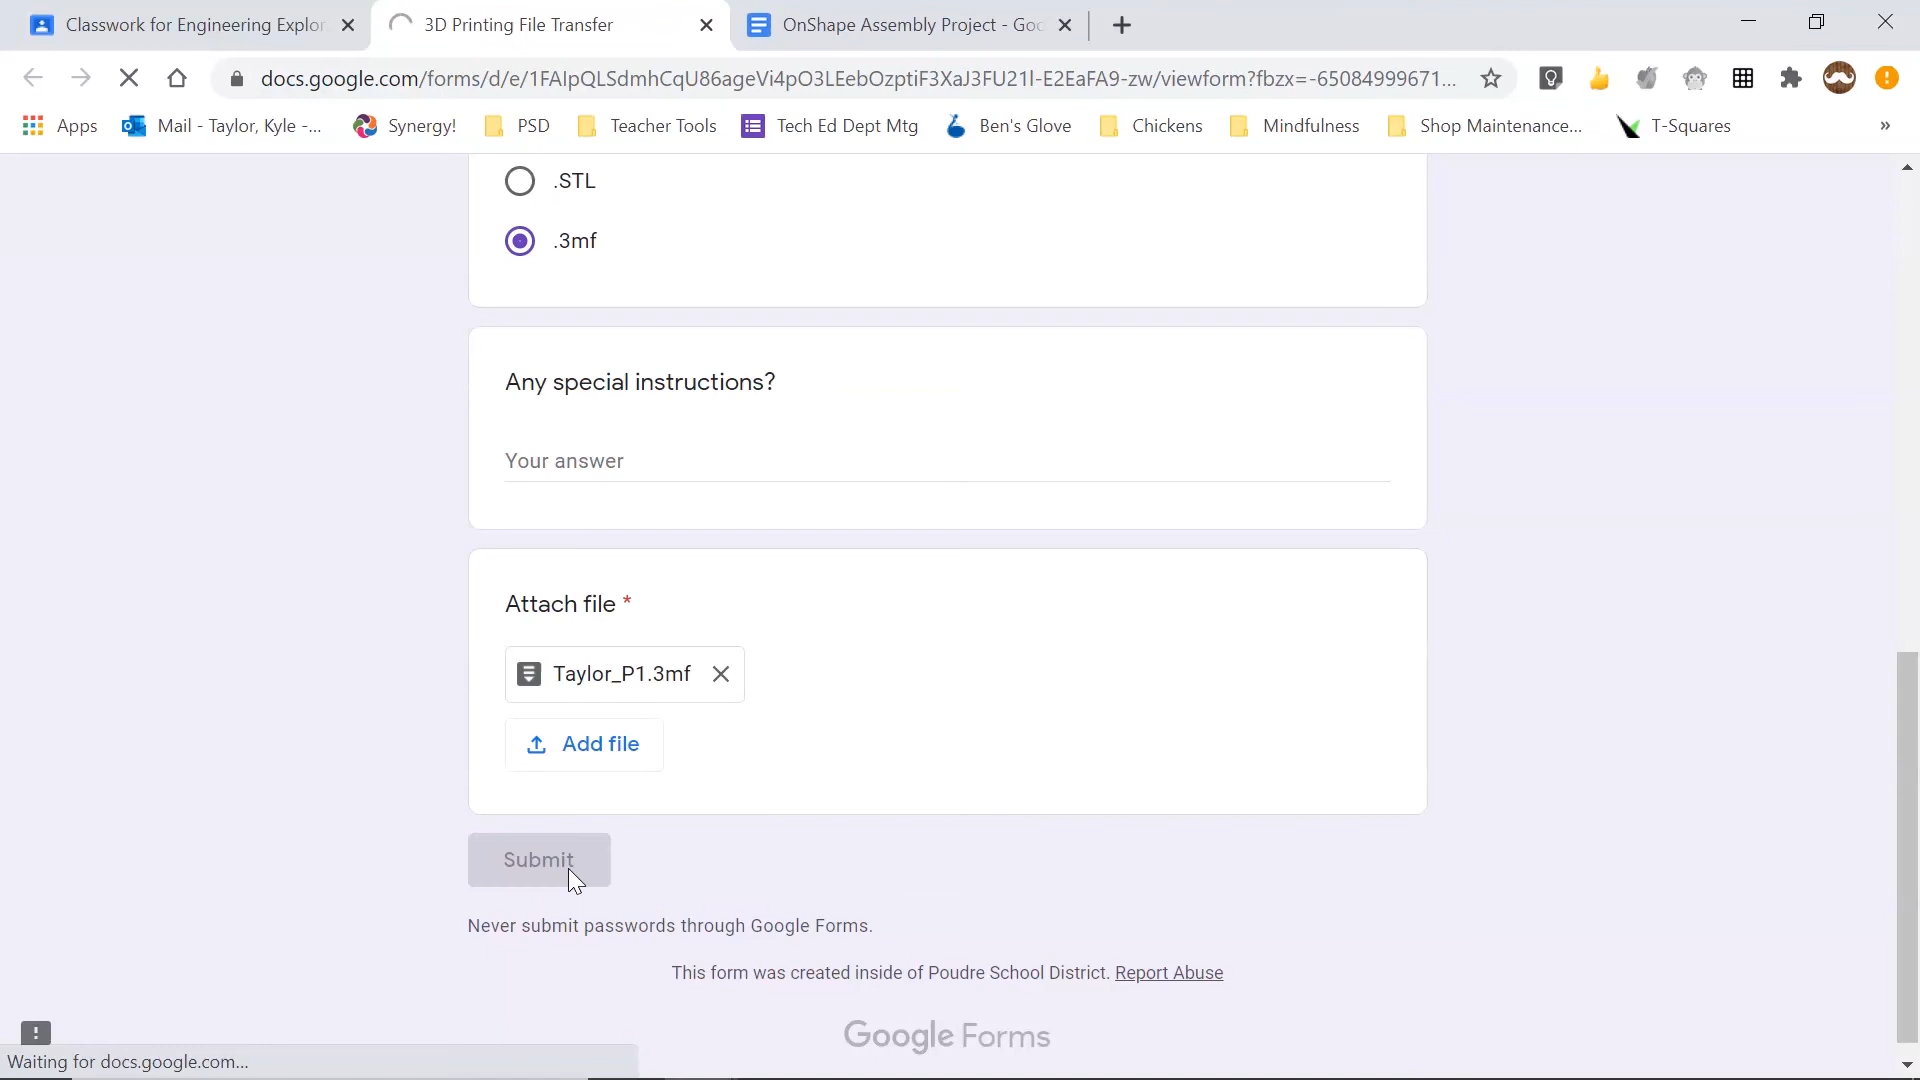 Classwork for Engineering Explor
3D Printing File Transfer
OnShape Assembly Project - Goo
docs.google.com/forms/d/e/1FAIpQLSdmhCqU86ageVi4pO3LEebOzptiF3XaJ3FU21l-E2EaFA9-zw/viewform?fbzx=-65084999671...
Apps
Mail - Taylor, Kyle -...
Synergy!
PSD
Teacher Tools
Tech Ed Dept Mtg
Ben's Glove
Chickens
Mindfulness
Shop Maintenance...
T-Squares
»
.STL
.3mf
Any special instructions?
Your answer
Attach file *
Taylor_P1.3mf
Add file
Submit
Never submit passwords through Google Forms.
This form was created inside of Poudre School District. Report Abuse
Google Forms
Waiting for docs.google.com...